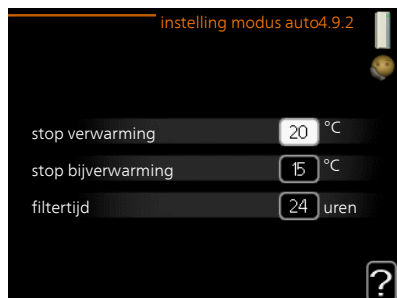 instelling modus auto4.9.2
stop verwarming 20 °C
stop bijverwarming 15 °C
filtertijd 24 uren
?